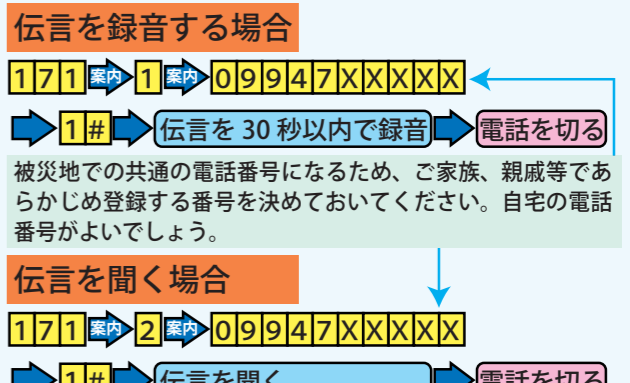 伝言を録音する場合
171案内1案内09947XXXXX
1#伝言を 30 秒以内で録音電話を切る
被災地での共通の電話番号になるため、ご家族、親戚等であ
らかじめ登録する番号を決めておいてください。自宅の電話
番号がよいでしょう。
伝言を聞く場合
171案内2案内09947XXXXX
1#伝言を聞く電話を切る